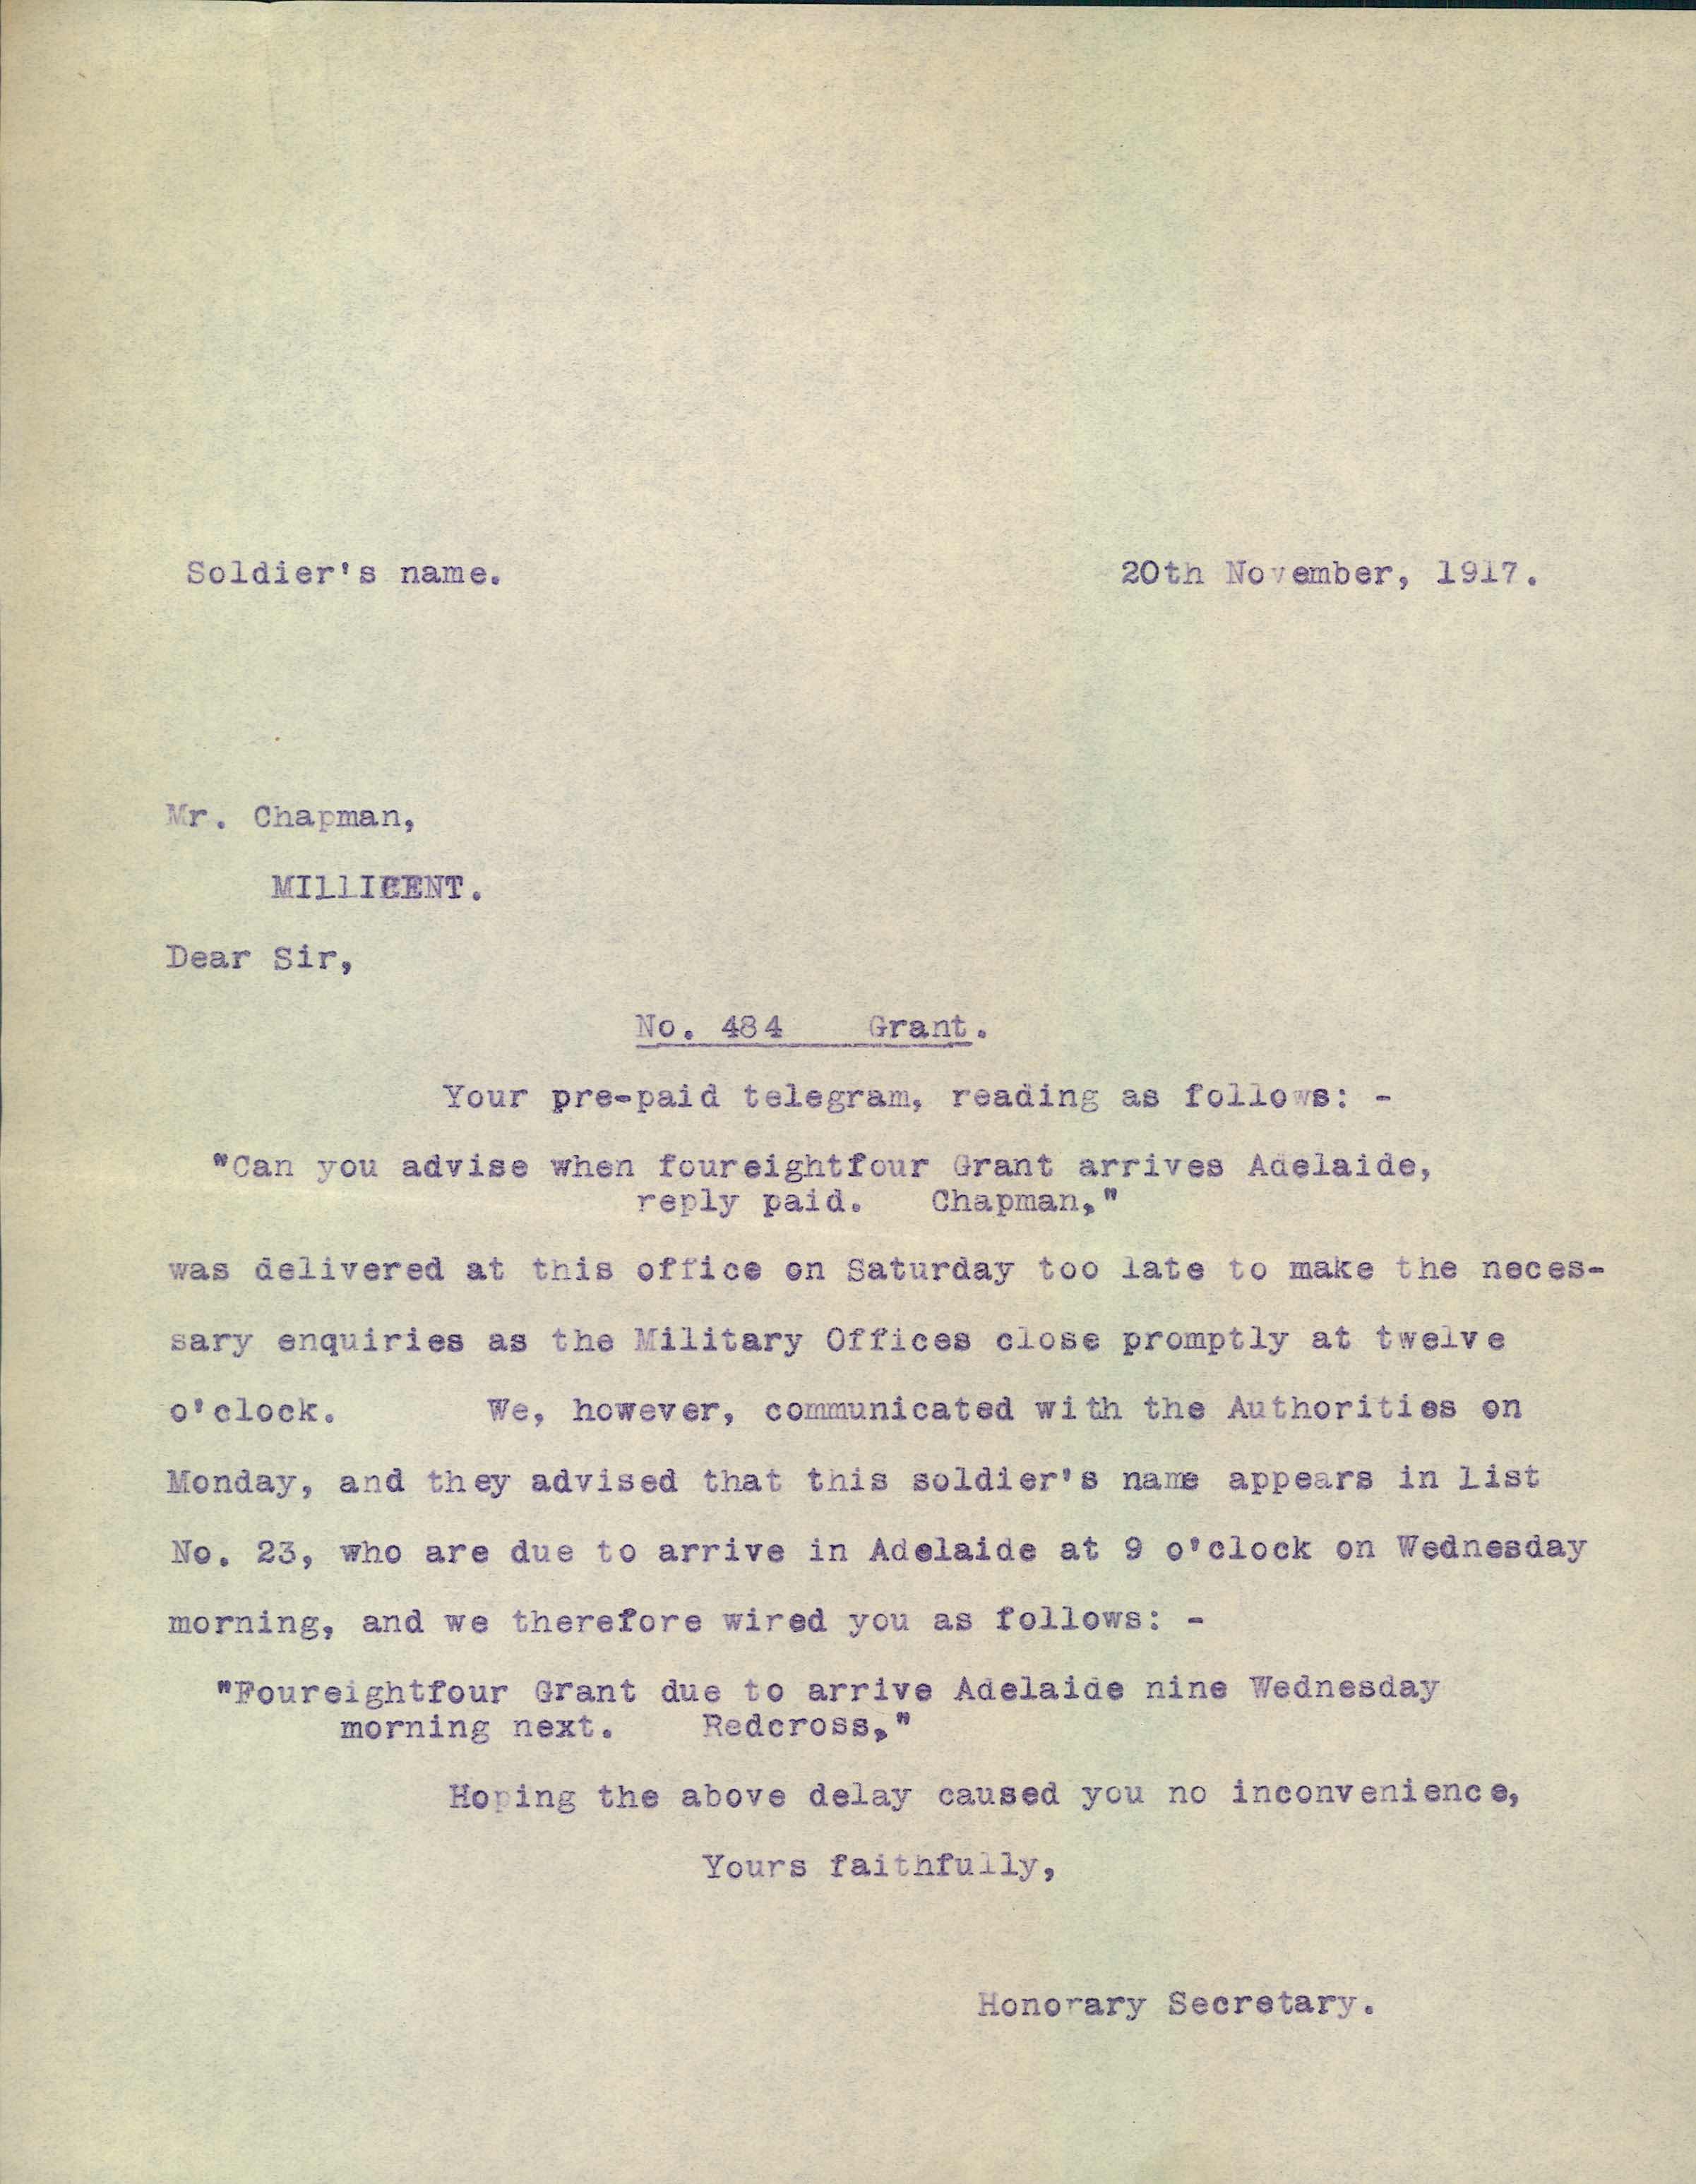 Soldier's name. 20th November, 1917.
Mr. Chapman,
MILLICENT.
Dear Sir,
No. 484 Grant.
Your pre-paid telegram, reading as follows: -
"Can you advise when foureightfour Grant arrives Adelaide,
reply paid. Chapman,"
was delivered at this office on Saturday too late to make the neces-
sary enquiries as the Military Offices close promptly at twelve
o'clock. We, however, communicated with the Authorities on
Monday, and they advised that this soldier's name appears in list
No. 23, who are due to arrive in Adelaide at 9 o'clock on Wednesday
morning, and we therefore wired you as follows: -
"Foureightfour Grant due to arrive Adelaide nine Wednesday
morning next. Redcross,"
Hoping the above delay caused you no inconvenience,
Yours faithfully,
Honorary Secretary.